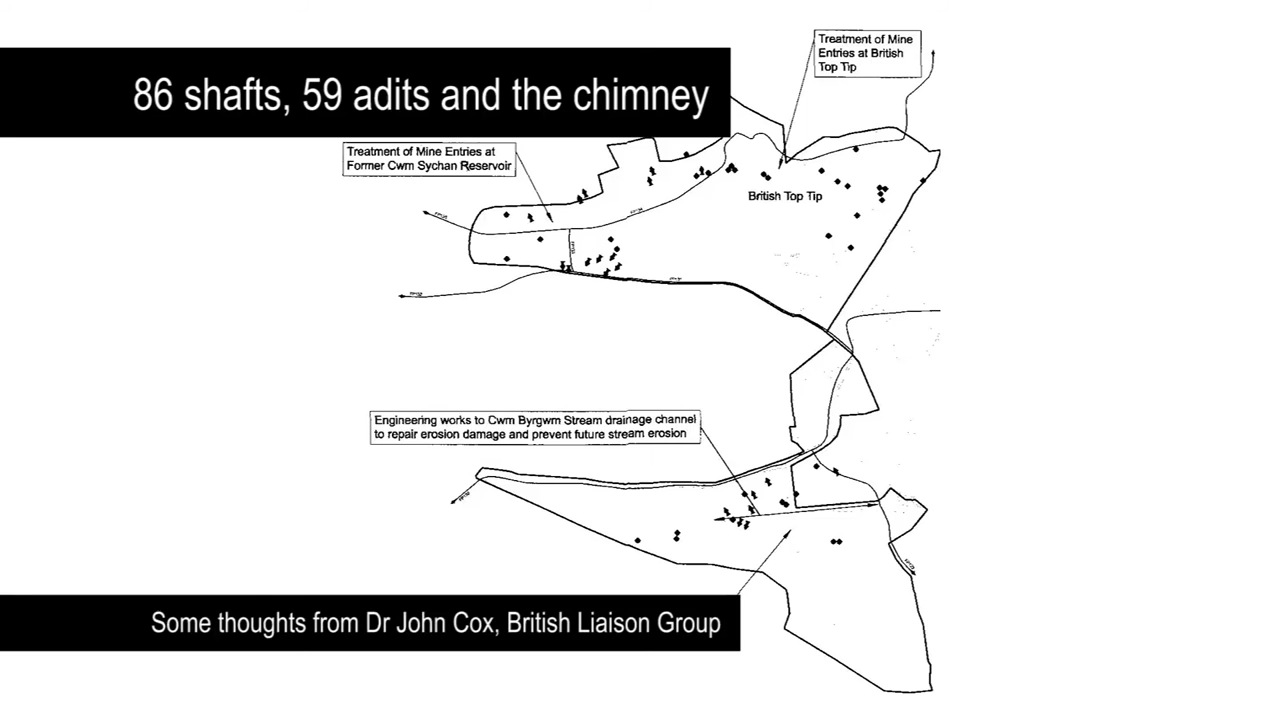 Treatment of Mine
Entries at British
Top Tip
86 shafts, 59 adits and the chimney
Treatment of Mine Entries at
Former Cwm Sychan Reservoir
British Top Tip
Engineering works to Cwm Byrgwm Stream drainage channel
to repair erosion damage and prevent future stream erosion
Some thoughts from Dr John Cox, British Liaison Group